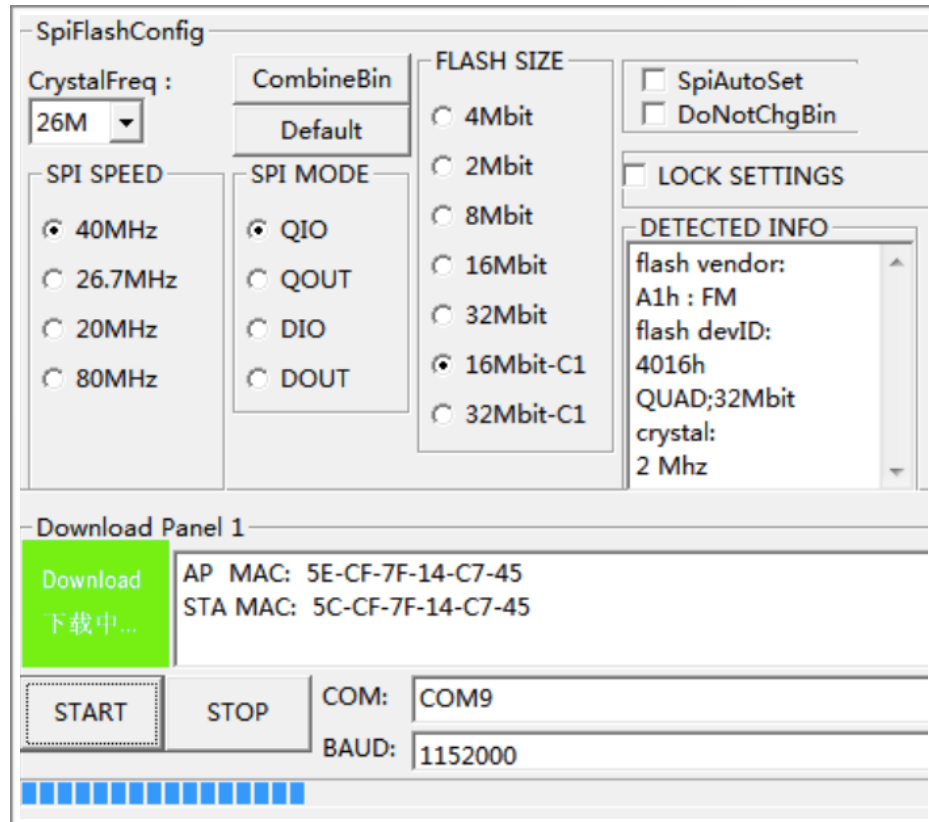 SpiFlashConfig
CrystalFreq :
26M
CombineBin
Default
SPI SPEED
40MHz
26.7MHz
20MHz
80MHz
SPI MODE
QIO
QOUT
DIO
DOUT
FLASH SIZE
4Mbit
2Mbit
8Mbit
16Mbit
32Mbit
16Mbit-C1
32Mbit-C1
SpiAutoSet
DoNotChgBin
LOCK SETTINGS
DETECTED INFO
flash vendor:
A1h : FM
flash devID:
4016h
QUAD;32Mbit
crystal:
2 Mhz
Download Panel 1
Download
下载中...
AP MAC: 5E-CF-7F-14-C7-45
STA MAC: 5C-CF-7F-14-C7-45
START
STOP
COM:
COM9
BAUD:
1152000